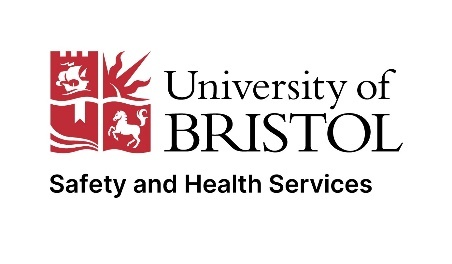 University of
BRISTOL
Safety and Health Services